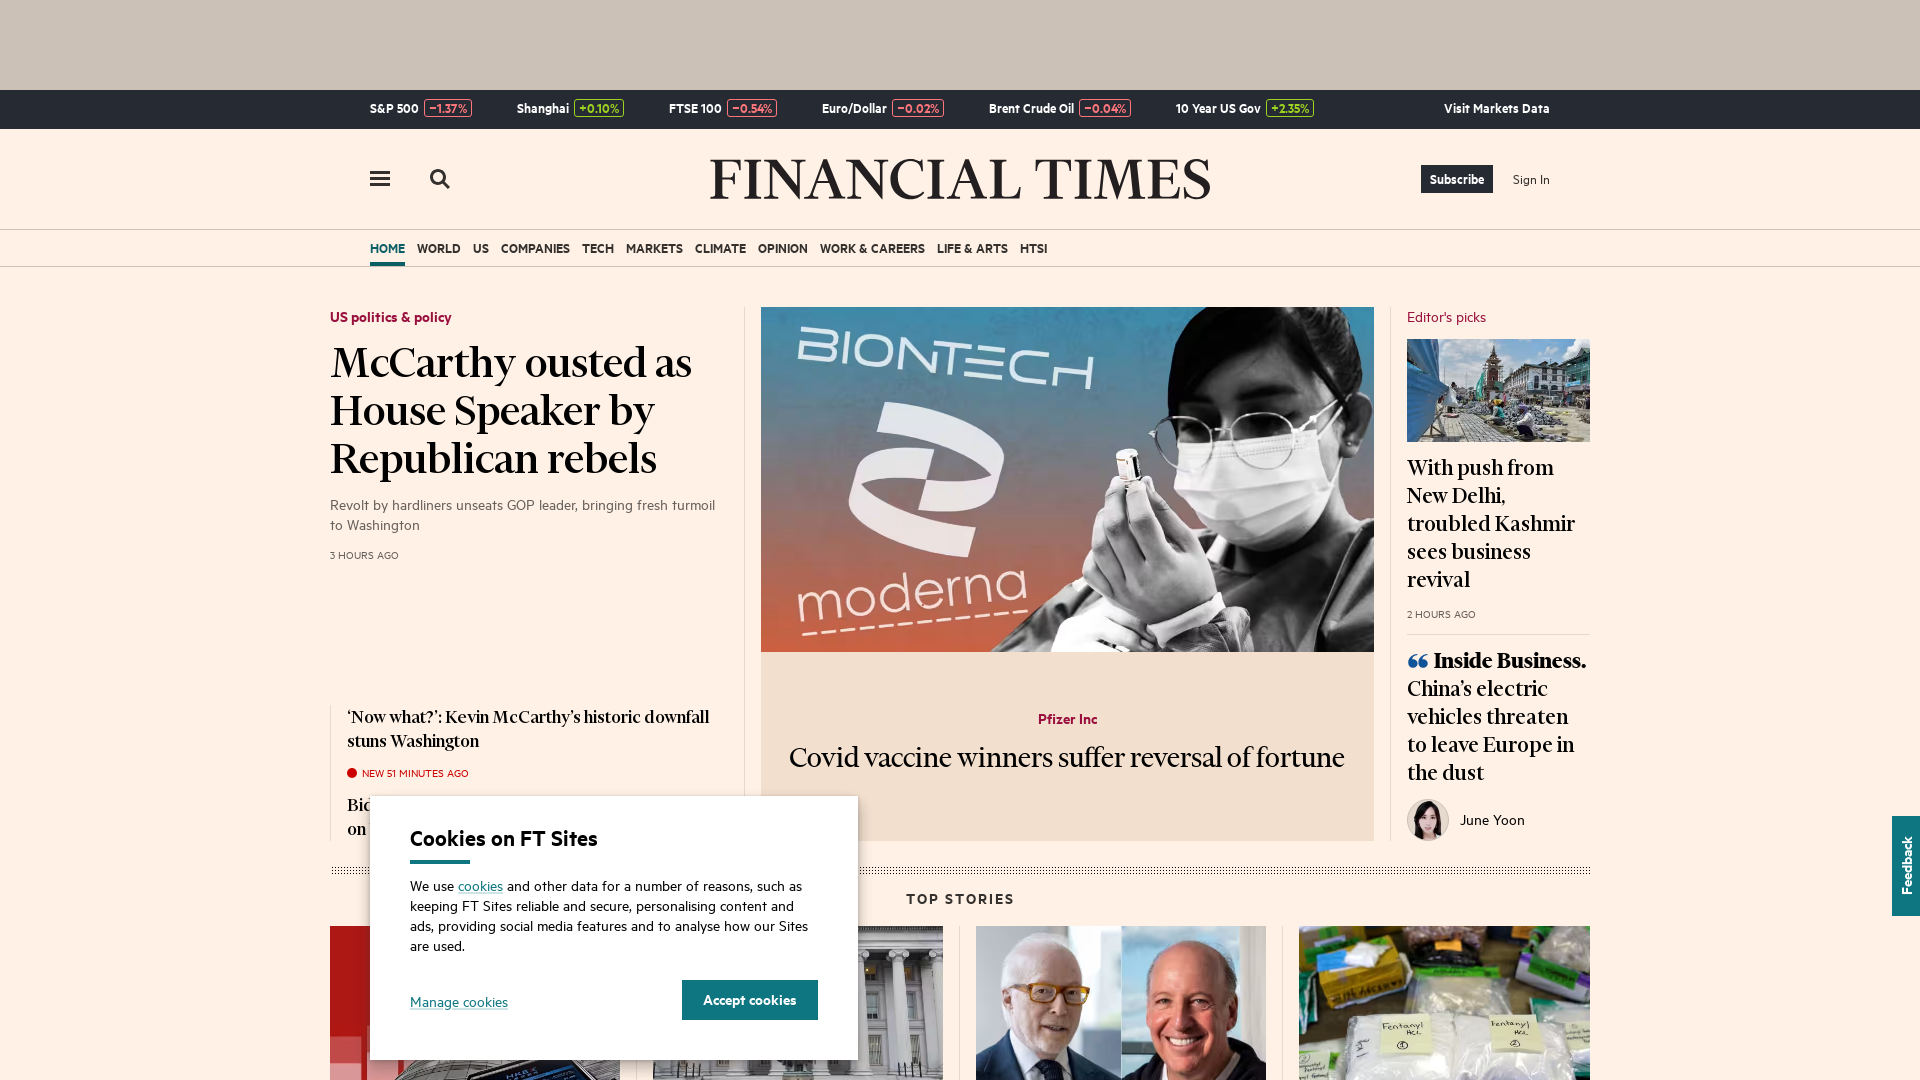 S&P 500 −1.37% Shanghai +0.10% FTSE 100 −0.54% Euro/Dollar −0.02% Brent Crude Oil −0.04% 10 Year US Gov +2.35% Visit Markets Data
FINANCIAL TIMES
Subscribe Sign In
HOME WORLD US COMPANIES TECH MARKETS CLIMATE OPINION WORK & CAREERS LIFE & ARTS HTSI
US politics & policy
McCarthy ousted as
House Speaker by
Republican rebels
Revolt by hardliners unseats GOP leader, bringing fresh turmoil
to Washington
3 HOURS AGO
‘Now what?’: Kevin McCarthy’s historic downfall
stuns Washington
NEW 51 MINUTES AGO
on
BIONTECH
moderna
Pfizer Inc
Covid vaccine winners suffer reversal of fortune
Editor's picks
With push from
New Delhi,
troubled Kashmir
sees business
revival
2 HOURS AGO
“ Inside Business.
China’s electric
vehicles threaten
to leave Europe in
the dust
June Yoon
Feedback
TOP STORIES
Fentanyl
HCL
1
Fentanyl
HCL
2
Cookies on FT Sites
We use cookies and other data for a number of reasons, such as
keeping FT Sites reliable and secure, personalising content and
ads, providing social media features and to analyse how our Sites
are used.
Manage cookies Accept cookies